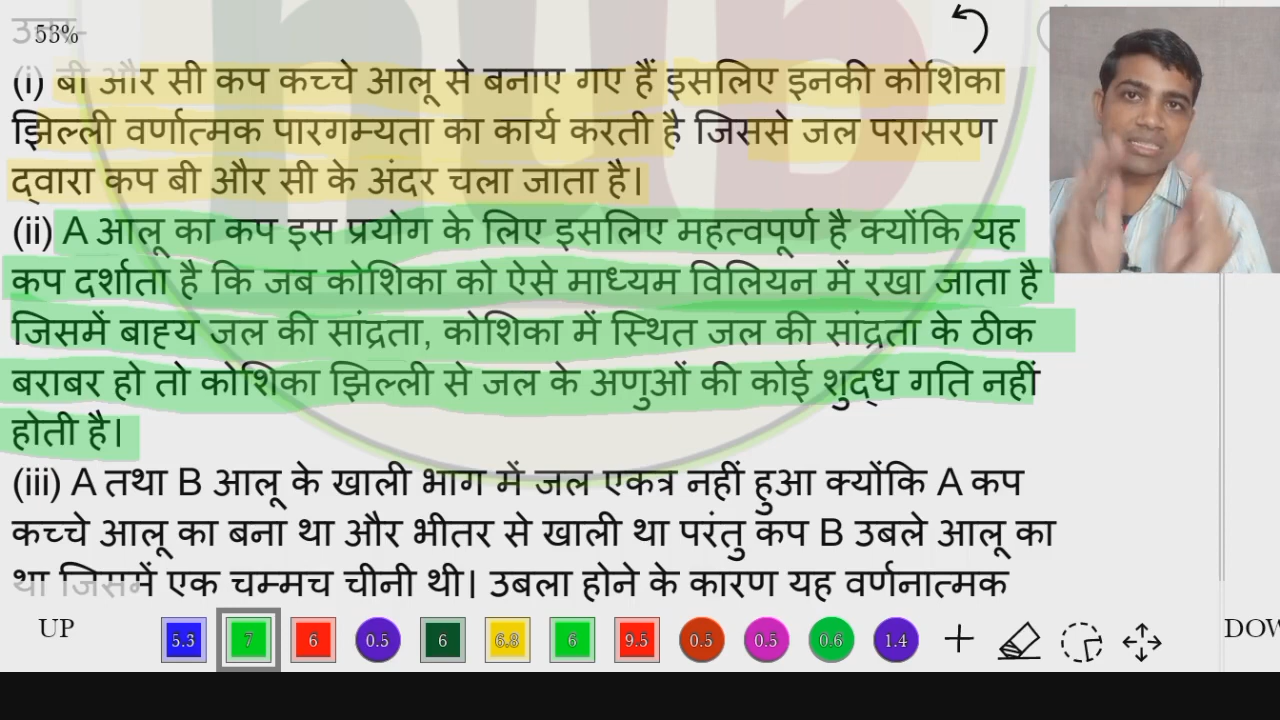 58%
(i) बी और सी कप कच्चे आलू से बनाए गए हैं इसलिए इनकी कोशिका
झिल्ली वर्णात्मक पारगम्यता का कार्य करती है जिससे जल परासरण
द्वारा कप बी और सी के अंदर चला जाता है।
(ii) A आलू का कप इस प्रयोग के लिए इसलिए महत्वपूर्ण है क्योंकि यह
कप दर्शाता है कि जब कोशिका को ऐसे माध्यम विलियन में रखा जाता है
जिसमें बाह्य जल की सांद्रता, कोशिका में स्थित जल की सांद्रता के ठीक
बराबर हो तो कोशिका झिल्ली से जल के अणुओं की कोई शुद्ध गति नहीं
होती है।
(iii) A तथा B आलू के खाली भाग में जल एकत्र नहीं हुआ क्योंकि A कप
कच्चे आलू का बना था और भीतर से खाली था परंतु कप B उबले आलू का
था जिसमें एक चम्मच चीनी थी। उबला होने के कारण यह वर्णनात्मक
UP 5.3 7 6 0.5 6 6.8 6 9.5 0.5 0.5 0.6 1.4